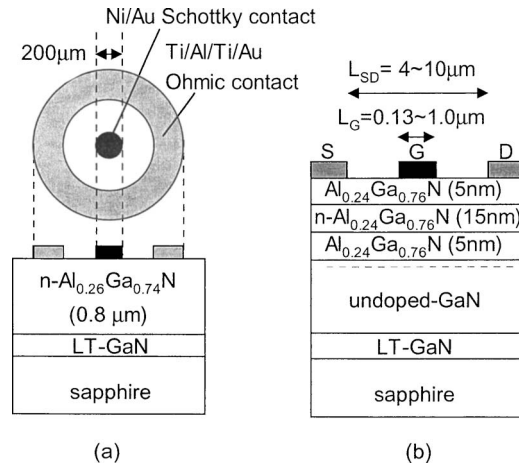 Ni/Au Schottky contact
200μm
Ti/Al/Ti/Au
Ohmic contact
n-Al0.26Ga0.74N
(0.8 μm)
LT-GaN
sapphire
(a)
LSD = 4~10μm
LG=0.13~1.0μm
S G D
Al0.24Ga0.76N (5nm)
n-Al0.24Ga0.76N (15nm)
Al0.24Ga0.76N (5nm)
undoped-GaN
LT-GaN
sapphire
(b)